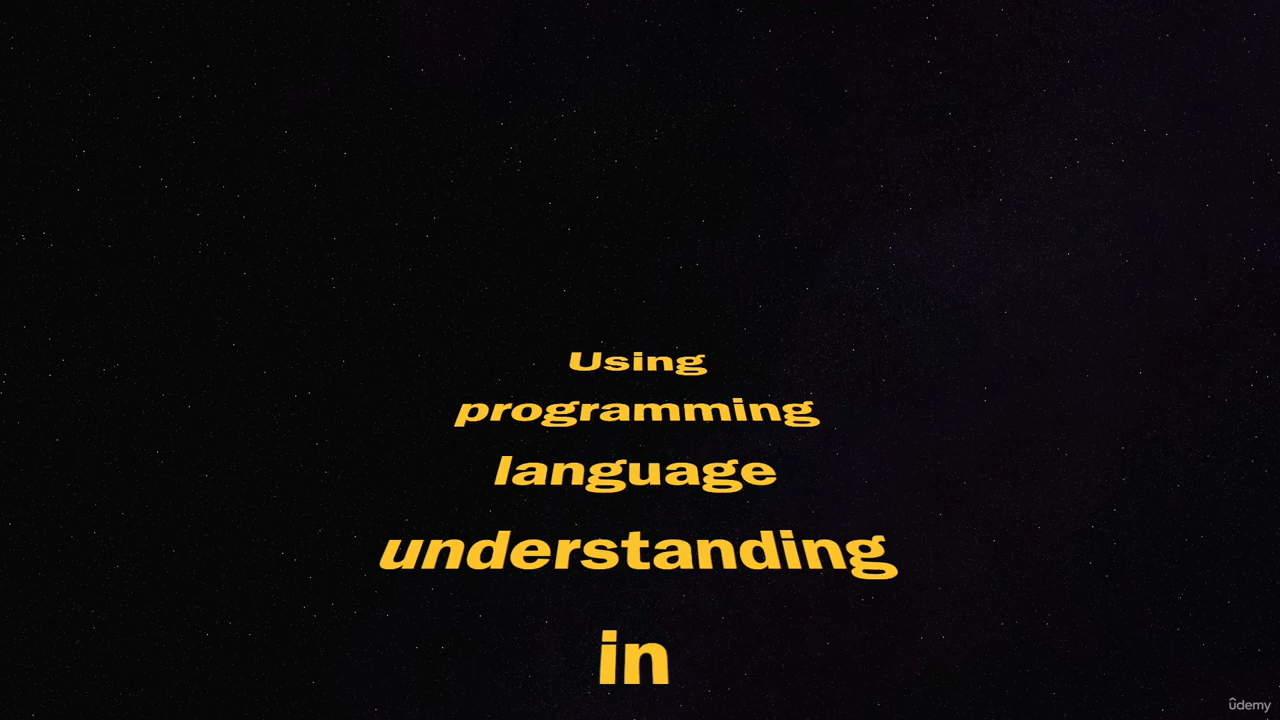 Using
programming
language
understanding
in
ûdemy